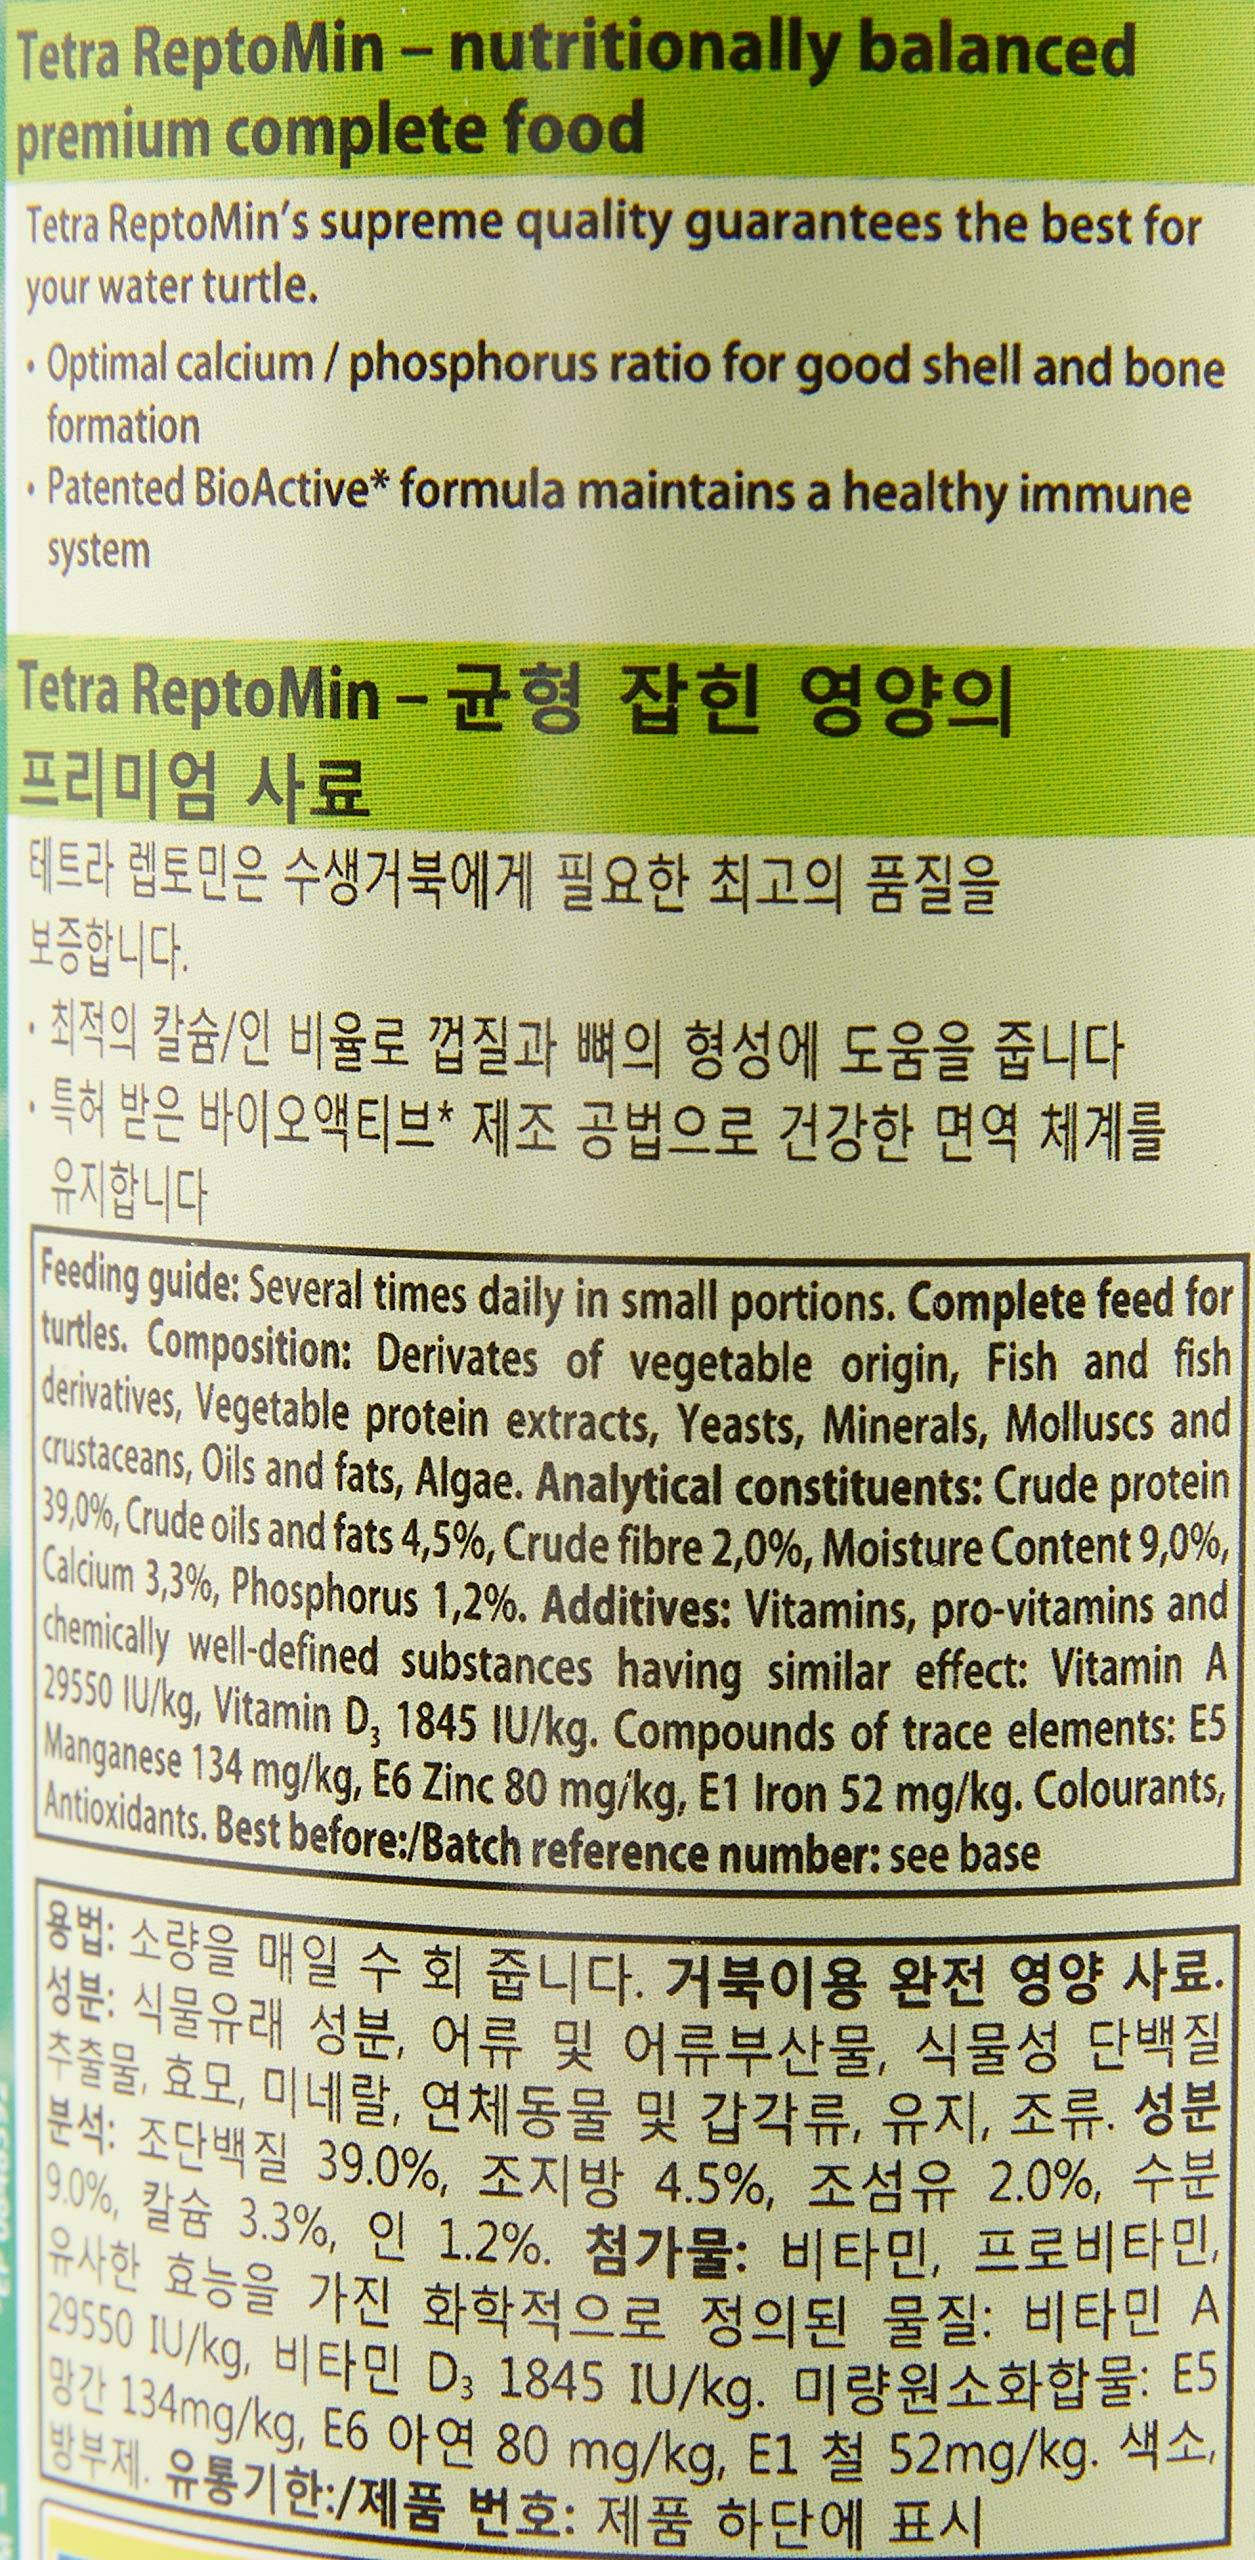 Tetra ReptoMin – nutritionally balanced
premium complete food
Tetra ReptoMin's supreme quality guarantees the best for
your water turtle.
· Optimal calcium / phosphorus ratio for good shell and bone
formation
· Patented BioActive* formula maintains a healthy immune
system
Tetra ReptoMin – 균형 잡힌 영양의
프리미엄 사료
테트라 렙토민은 수생거북에게 필요한 최고의 품질을
보증합니다.
· 최적의 칼슘/인 비율로 껍질과 뼈의 형성에 도움을 줍니다
· 특허 받은 바이오액티브* 제조 공법으로 건강한 면역 체계를
유지합니다
Feeding guide: Several times daily in small portions. Complete feed for
turtles. Composition: Derivates of vegetable origin, Fish and fish
derivatives, Vegetable protein extracts, Yeasts, Minerals, Molluscs and
crustaceans, Oils and fats, Algae. Analytical constituents: Crude protein
39,0%, Crude oils and fats 4,5%, Crude fibre 2,0%, Moisture Content 9,0%,
Calcium 3,3%, Phosphorus 1,2%. Additives: Vitamins, pro-vitamins and
chemically well-defined substances having similar effect: Vitamin A
29550 IU/kg, Vitamin D₃ 1845 IU/kg. Compounds of trace elements: E5
Manganese 134 mg/kg, E6 Zinc 80 mg/kg, E1 Iron 52 mg/kg. Colourants,
Antioxidants. Best before:/Batch reference number: see base
용법: 소량을 매일 수 회 줍니다. 거북이용 완전 영양 사료.
성분: 식물유래 성분, 어류 및 어류부산물, 식물성 단백질
추출물, 효모, 미네랄, 연체동물 및 갑각류, 유지, 조류. 성분
분석: 조단백질 39.0%, 조지방 4.5%, 조섬유 2.0%, 수분
9.0%, 칼슘 3.3%, 인 1.2%. 첨가물: 비타민, 프로비타민,
유사한 효능을 가진 화학적으로 정의된 물질: 비타민 A
29550 IU/kg, 비타민 D₃ 1845 IU/kg. 미량원소화합물: E5
망간 134mg/kg, E6 아연 80 mg/kg, E1 철 52mg/kg. 색소,
방부제. 유통기한:/제품 번호: 제품 하단에 표시